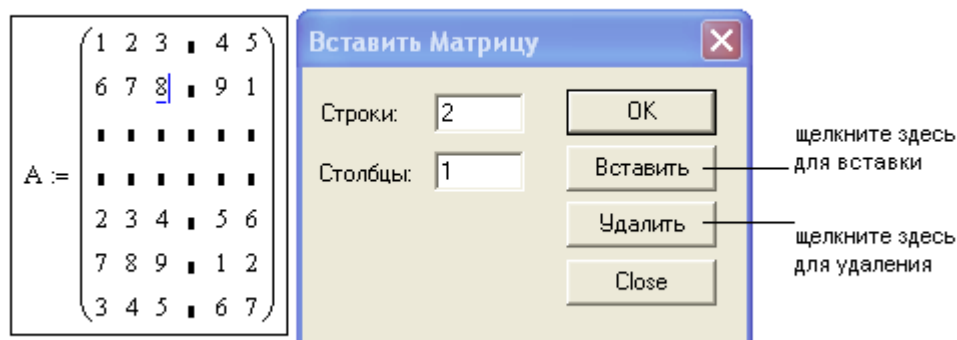 1 2 3 ∎ 4 5
6 7 8 ∎ 9 1
∎ ∎ ∎ ∎ ∎ ∎
A := ∎ ∎ ∎ ∎ ∎ ∎
2 3 4 ∎ 5 6
7 8 9 ∎ 1 2
3 4 5 ∎ 6 7
Вставить Матрицу
Строки: 2
Столбцы: 1
OK
Вставить
Удалить
Close
щелкните здесь
для вставки
щелкните здесь
для удаления